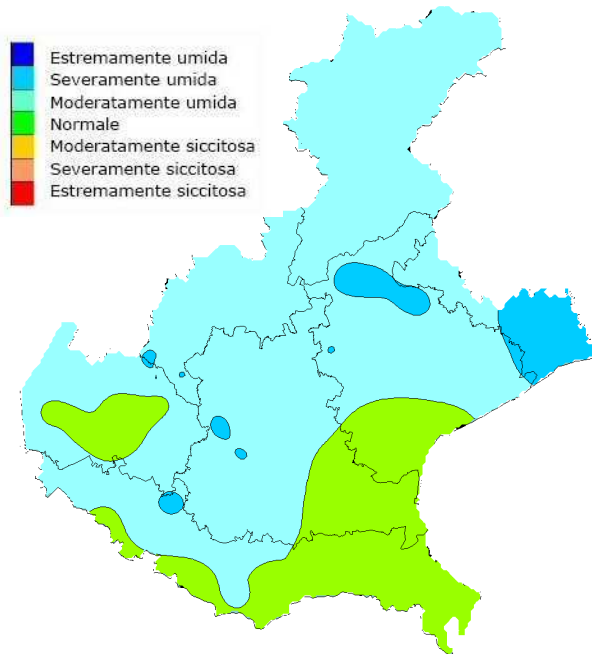 Estremamente umida
Severamente umida
Moderatamente umida
Normale
Moderatamente siccitosa
Severamente siccitosa
Estremamente siccitosa